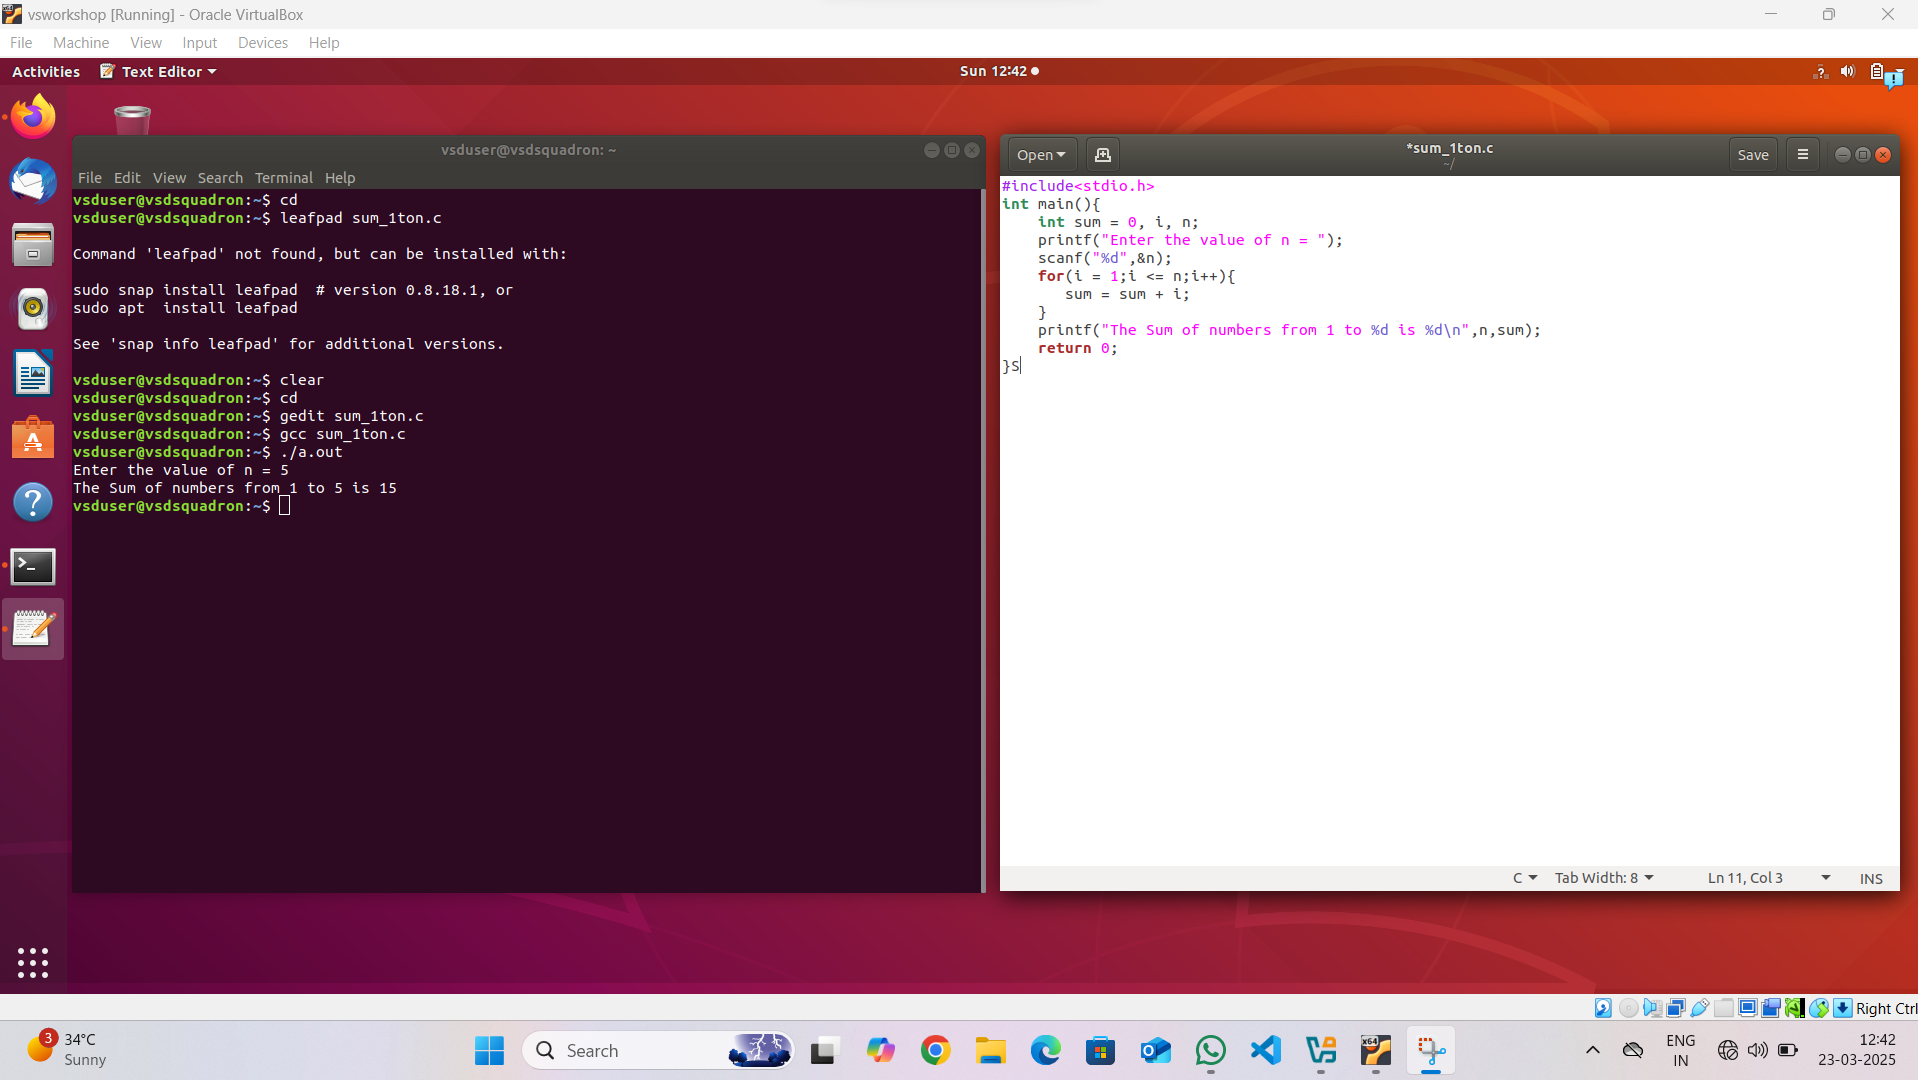 vsworkshop [Running] - Oracle VirtualBox
File Machine View Input Devices Help
Activities Text Editor Sun 12:42
vsduser@vsdsquadron: ~
File Edit View Search Terminal Help
vsduser@vsdsquadron:~$ cd
vsduser@vsdsquadron:~$ leafpad sum_1ton.c
Command 'leafpad' not found, but can be installed with:
sudo snap install leafpad  # version 0.8.18.1, or
sudo apt  install leafpad
See 'snap info leafpad' for additional versions.
vsduser@vsdsquadron:~$ clear
vsduser@vsdsquadron:~$ cd
vsduser@vsdsquadron:~$ gedit sum_1ton.c
vsduser@vsdsquadron:~$ gcc sum_1ton.c
vsduser@vsdsquadron:~$ ./a.out
Enter the value of n = 5
The Sum of numbers from 1 to 5 is 15
vsduser@vsdsquadron:~$
Open *sum_1ton.c Save
~/
#include<stdio.h>
int main(){
    int sum = 0, i, n;
    printf("Enter the value of n = ");
    scanf("%d",&n);
    for(i = 1;i <= n;i++){
       sum = sum + i;
    }
    printf("The Sum of numbers from 1 to %d is %d\n",n,sum);
    return 0;
}S
C Tab Width: 8 Ln 11, Col 3 INS
Right Ctrl
3 34°C
Sunny
Search
x64
ENG
IN
12:42
23-03-2025